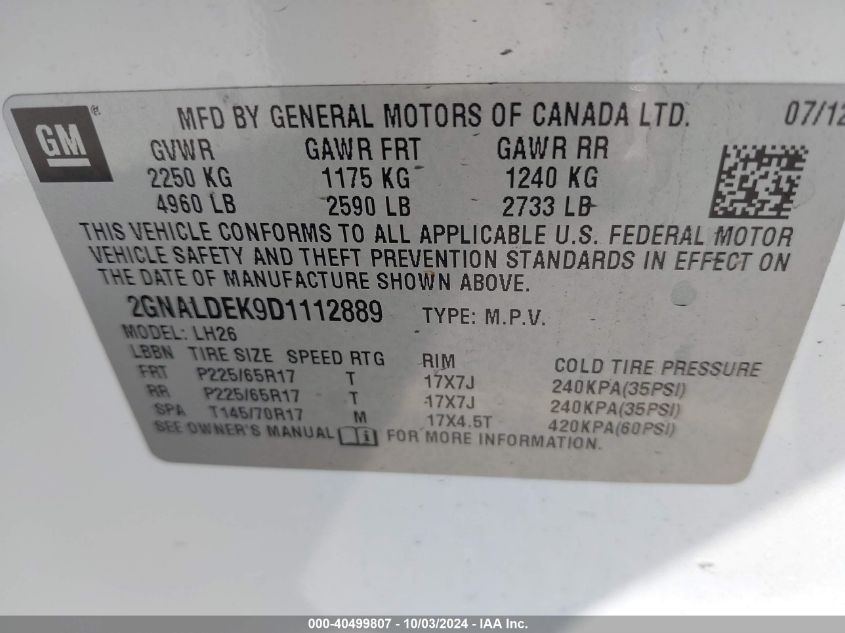 GM
®
MFD BY GENERAL MOTORS OF CANADA LTD. 07/12
GVWR GAWR FRT GAWR RR
2250 KG 1175 KG 1240 KG
4960 LB 2590 LB 2733 LB
THIS VEHICLE CONFORMS TO ALL APPLICABLE U.S. FEDERAL MOTOR
VEHICLE SAFETY AND THEFT PREVENTION STANDARDS IN EFFECT ON
THE DATE OF MANUFACTURE SHOWN ABOVE.
2GNALDEK9D1112889 TYPE: M.P.V.
MODEL: LH26
LBBN TIRE SIZE SPEED RTG RIM COLD TIRE PRESSURE
FRT P225/65R17 T 17X7J 240KPA(35PSI)
RR P225/65R17 T 17X7J 240KPA(35PSI)
SPA T145/70R17 M 17X4.5T 420KPA(60PSI)
SEE OWNER'S MANUAL FOR MORE INFORMATION.
000-40499807 - 10/03/2024 - IAA Inc.